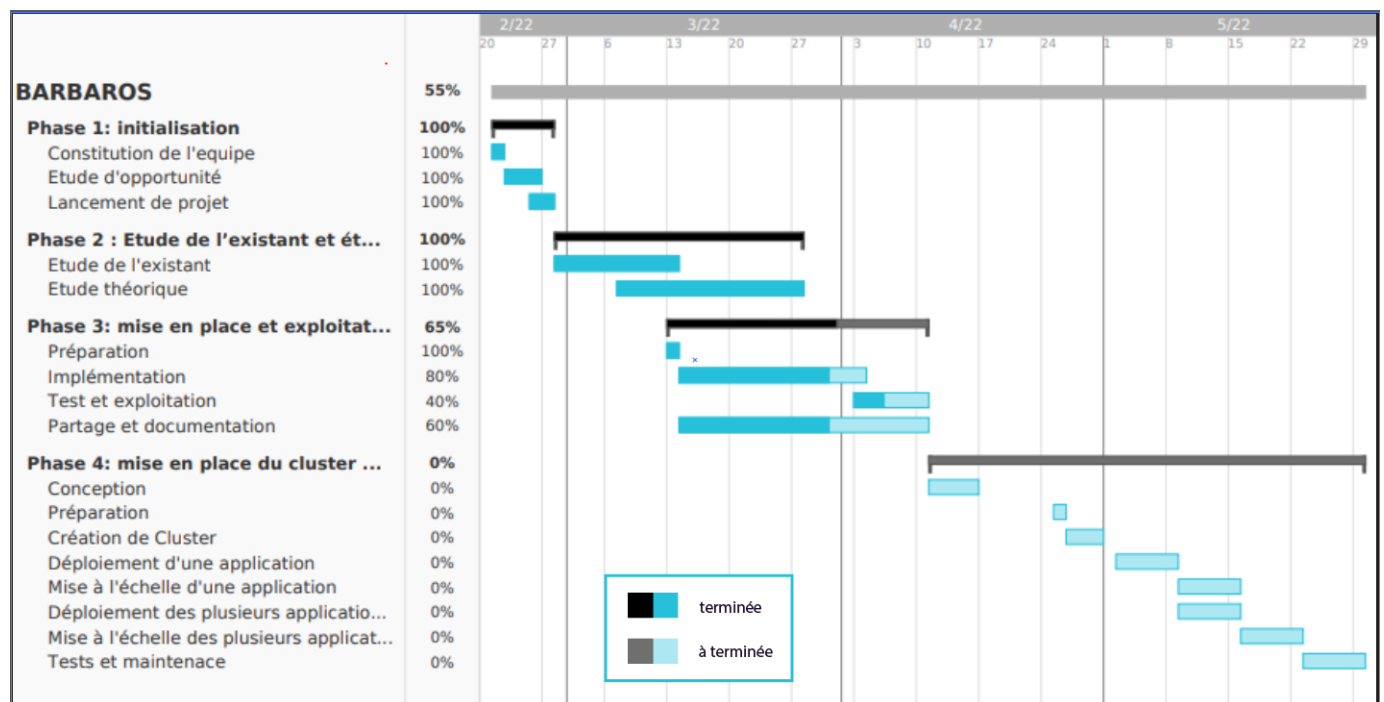 2/22 3/22 4/22 5/22
20 27 6 13 20 27 3 10 17 24 1 8 15 22 29
BARBAROS 55%
Phase 1: initialisation 100%
Constitution de l'equipe 100%
Etude d'opportunité 100%
Lancement de projet 100%
Phase 2 : Etude de l’existant et ét... 100%
Etude de l'existant 100%
Etude théorique 100%
Phase 3: mise en place et exploitat... 65%
Préparation 100%
Implémentation 80%
Test et exploitation 40%
Partage et documentation 60%
Phase 4: mise en place du cluster ... 0%
Conception 0%
Préparation 0%
Création de Cluster 0%
Déploiement d'une application 0%
Mise à l'échelle d'une application 0%
Déploiement des plusieurs applicatio... 0%
Mise à l'échelle des plusieurs applicat... 0%
Tests et maintenace 0%
terminée
à terminée